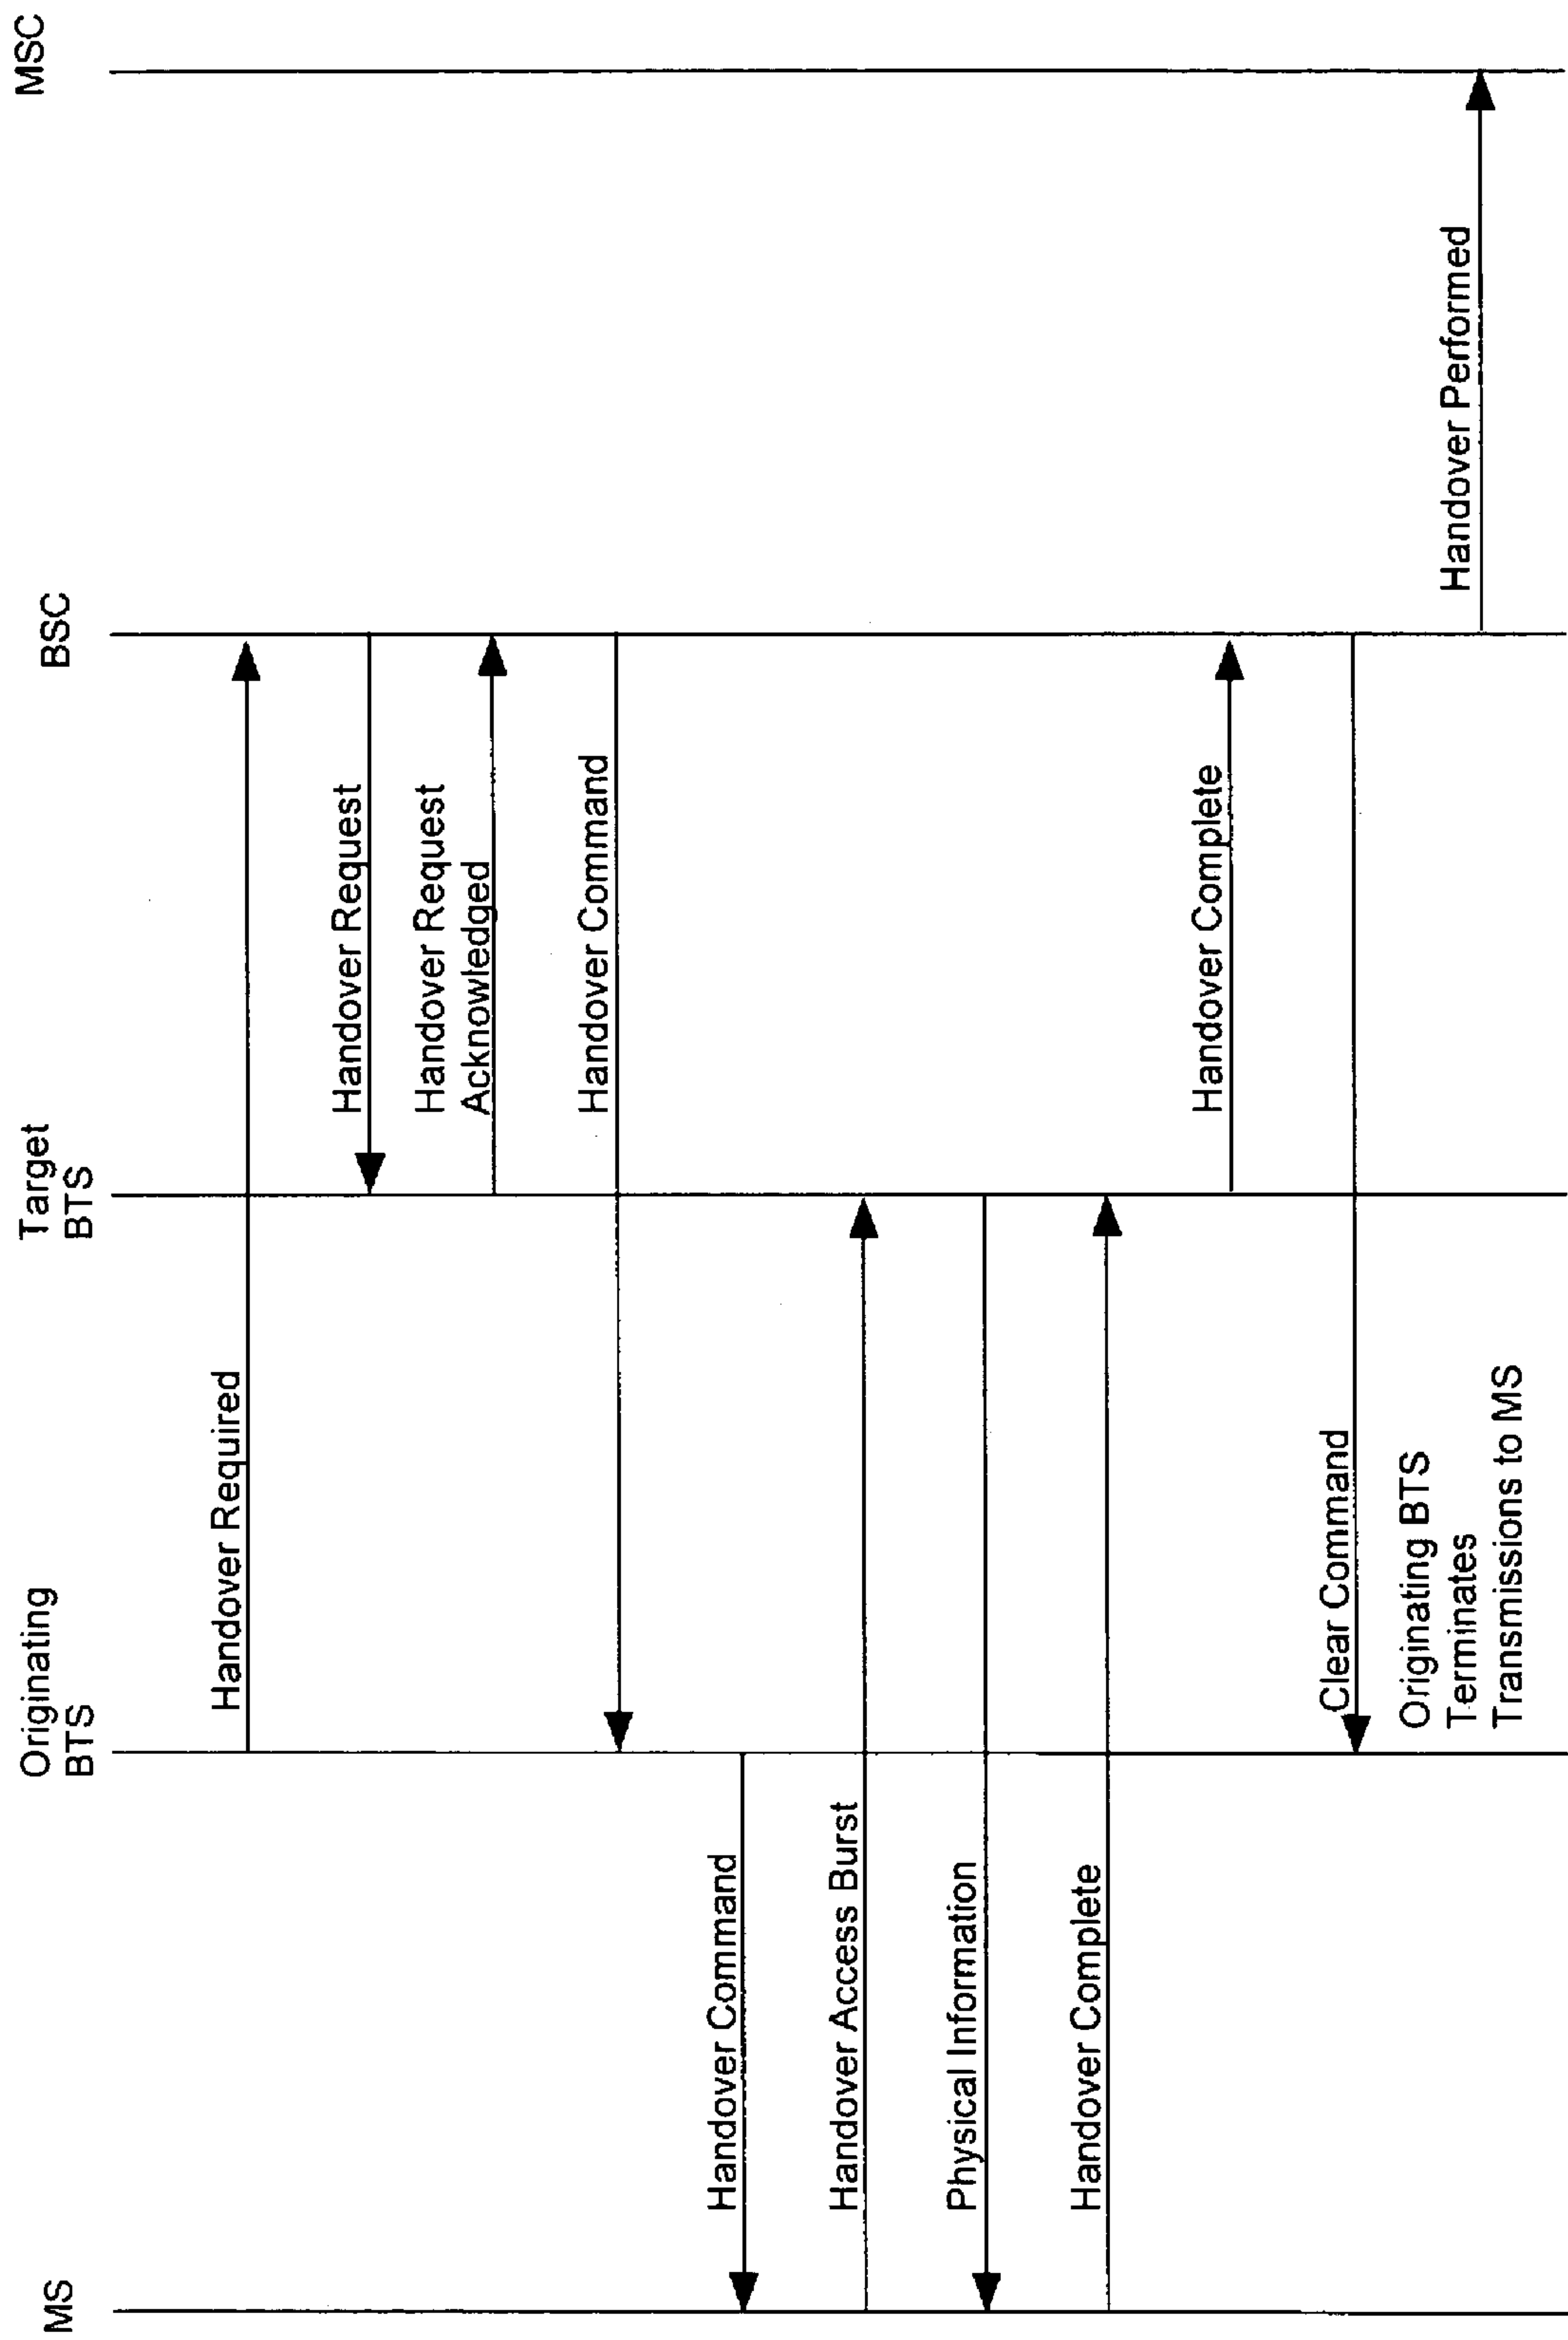 MS
Originating
BTS
Target
BTS
BSC
MSC
Handover Required
Handover Request
Handover Request
Acknowledged
Handover Command
Handover Command
Handover Access Burst
Physical Information
Handover Complete
Handover Complete
Clear Command
Originating BTS
Terminates
Transmissions to MS
Handover Performed